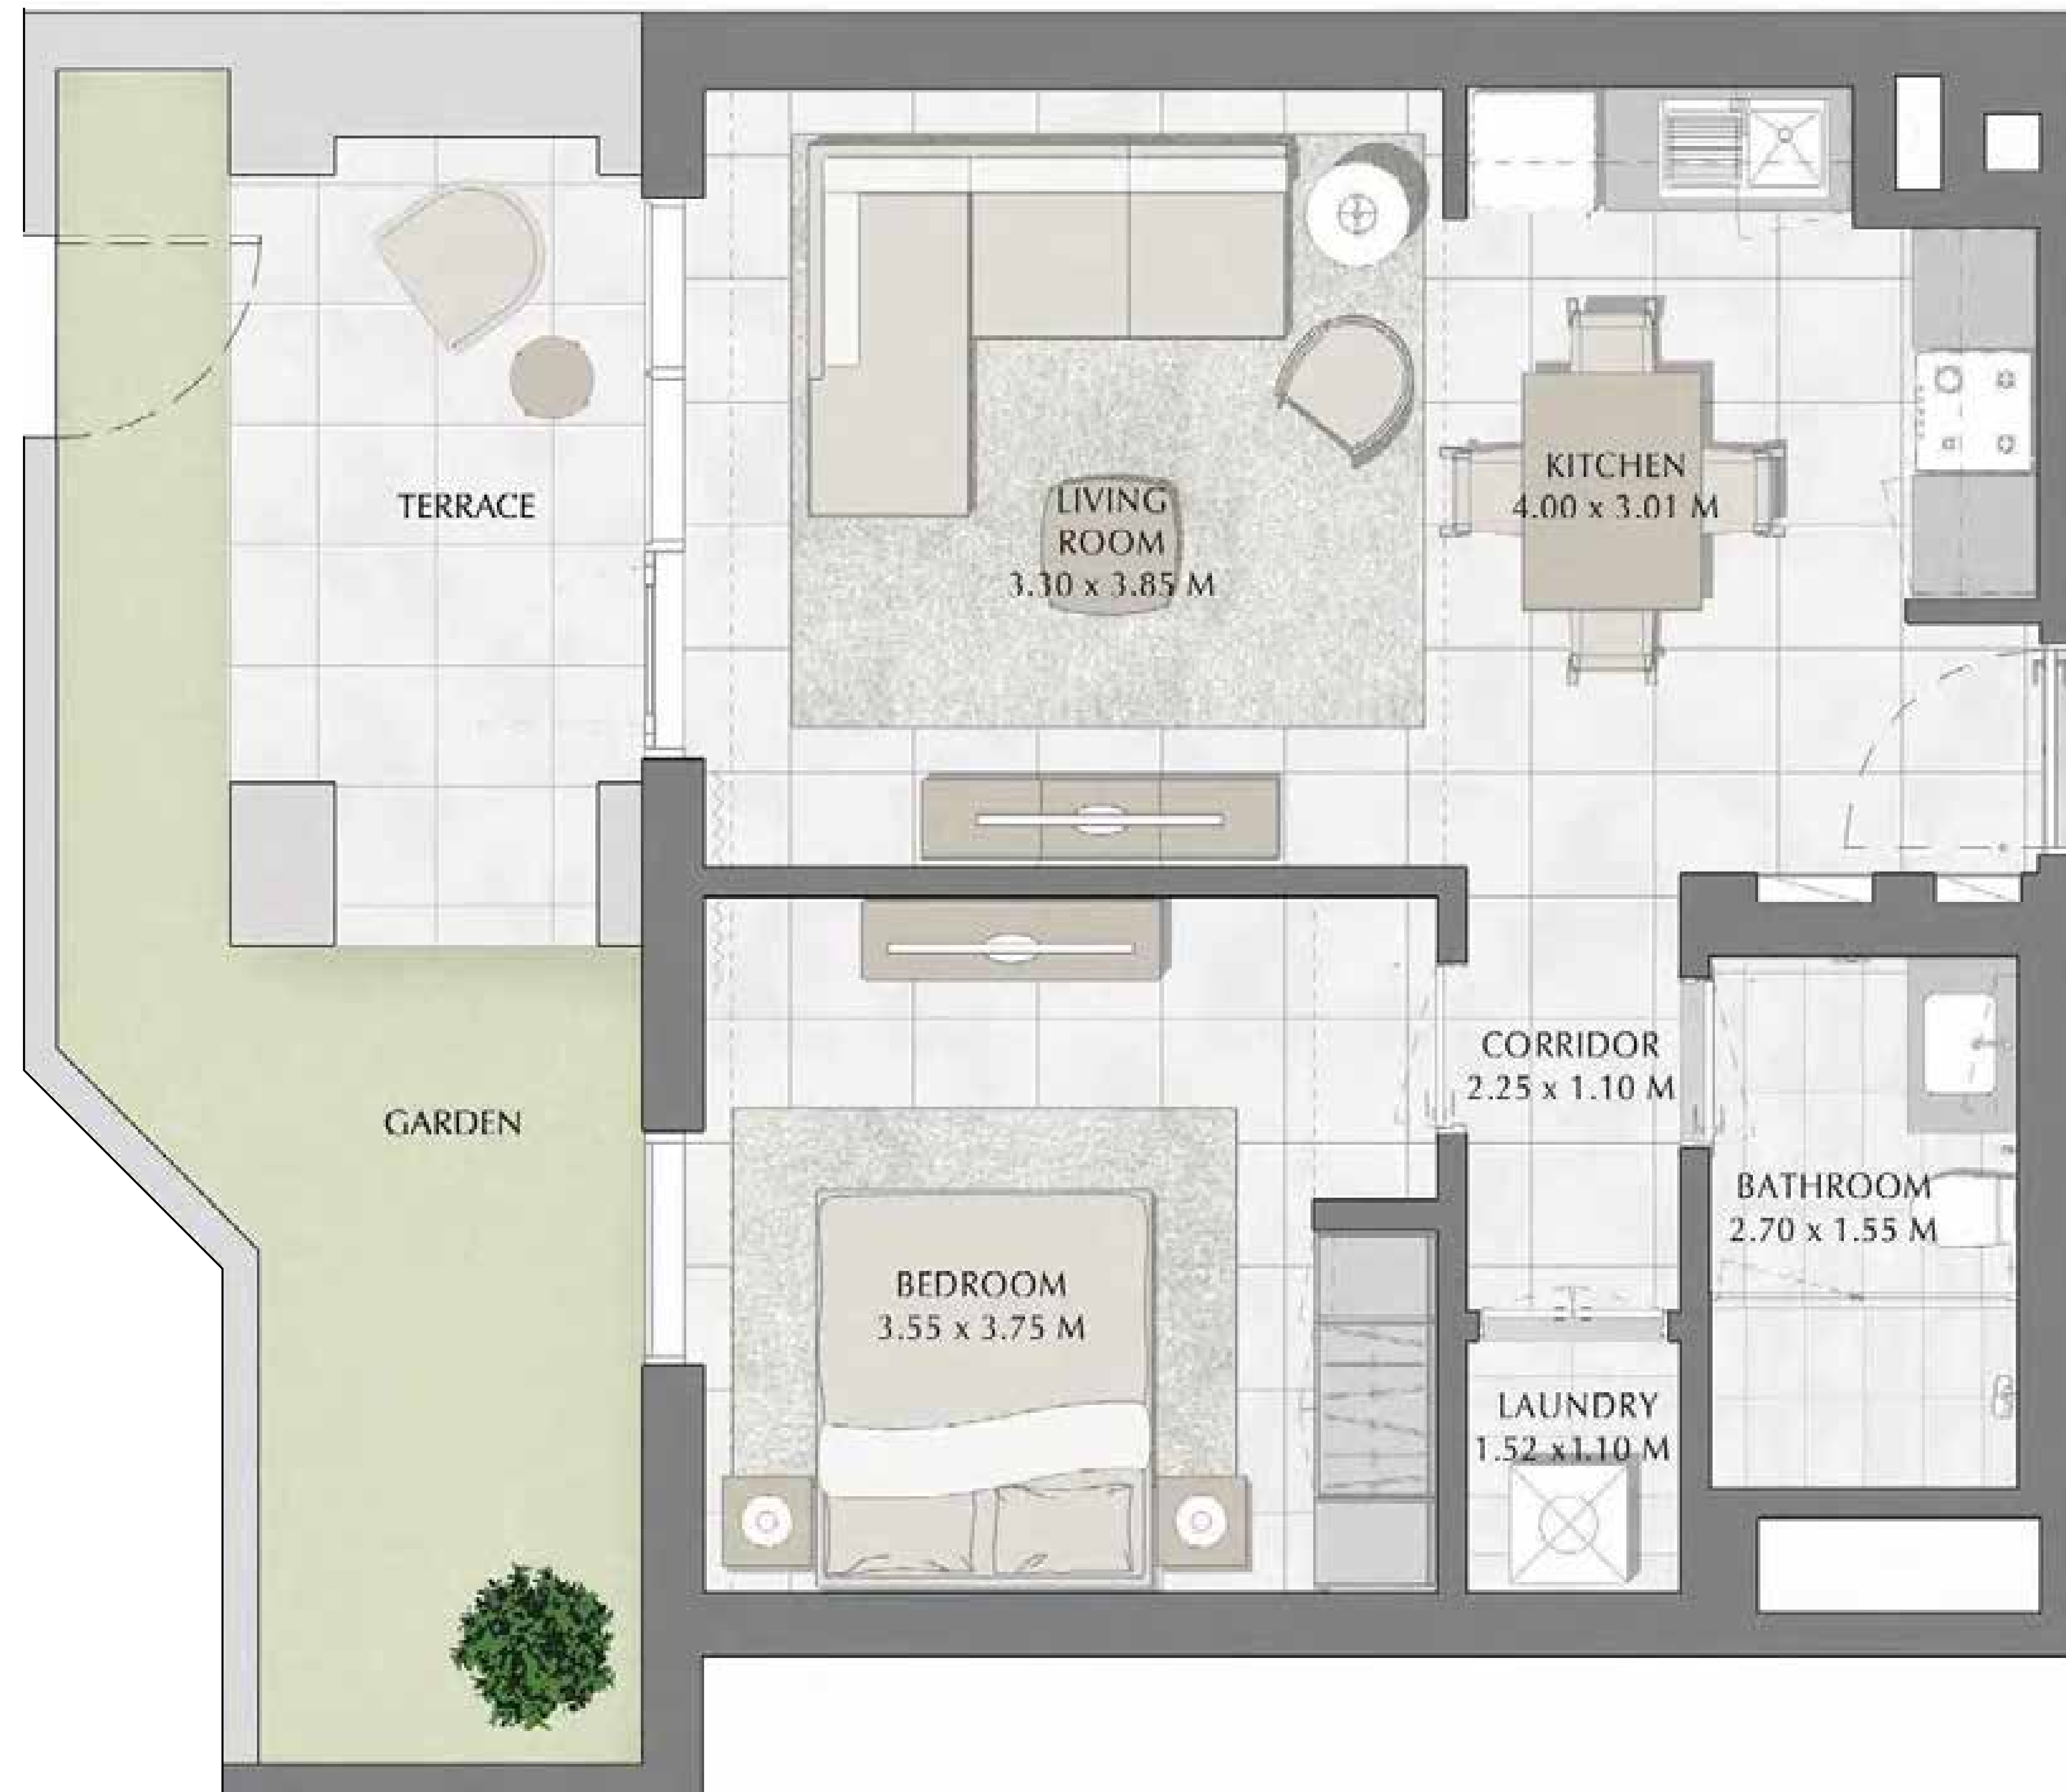 TERRACE
LIVING
ROOM
3.30 x 3.85 M
KITCHEN
4.00 x 3.01 M
GARDEN
CORRIDOR
2.25 x 1.10 M
BEDROOM
3.55 x 3.75 M
BATHROOM
2.70 x 1.55 M
LAUNDRY
1.52 x1.10 M